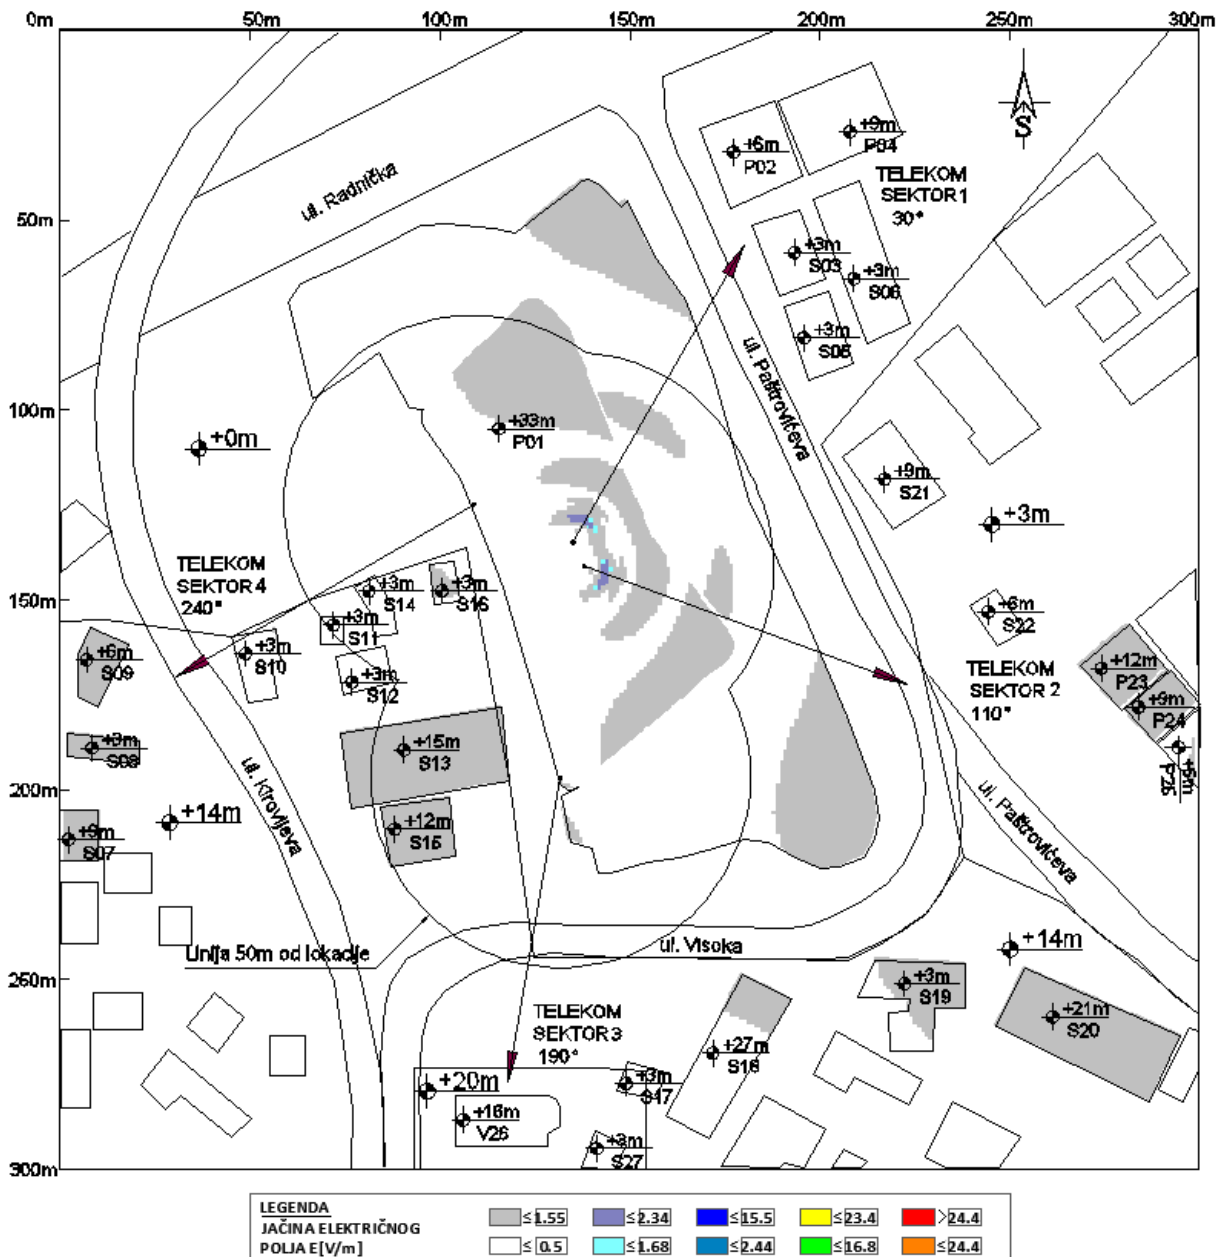 0m 50m 100m 150m 200m 250m 300m
S
+6m
P02
+9m
P04
TELEKOM
SEKTOR 1
30°
ul. Radnička
50m
+3m
S03
+3m
S06
+3m
S05
ul. Paštrovićeva
100m
+0m
+33m
P01
+9m
S21
+3m
TELEKOM
SEKTOR 4
240°
150m
+3m
S14
+3m
S16
+3m
S11
+3m
S10
+3m
S12
+6m
S09
+6m
S22
TELEKOM
SEKTOR 2
110°
+12m
P23
+9m
P24
+6m
P25
+3m
S08
+15m
S13
ul. Kirovljeva
ul. Paštrovićeva
200m
+14m
+9m
S07
+12m
S15
Unija 50m od lokacije
ul. Visoka
+14m
250m
+3m
S19
+21m
S20
TELEKOM
SEKTOR 3
190°
+27m
S18
+20m
+3m
S17
+16m
V26
+3m
S27
300m
LEGENDA
JAČINA ELEKTRIČNOG
POLJA E[V/m]
≤1.55 ≤2.34 ≤15.5 ≤23.4 >24.4
≤ 0.5 ≤1.68 ≤2.44 ≤16.8 ≤24.4